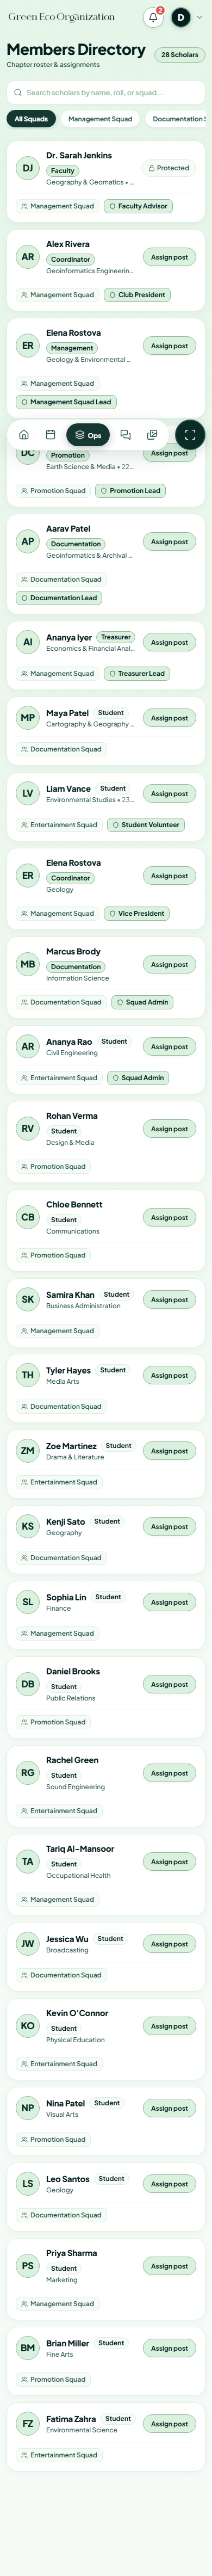 Green Eco Organization
2
D
Members Directory
28 Scholars
Chapter roster & assignments
Search scholars by name, roll, or squad...
All Squads
Management Squad
Documentation S
DJ
Dr. Sarah Jenkins
Faculty
Geography & Geomatics • ...
Protected
Management Squad
Faculty Advisor
AR
Alex Rivera
Coordinator
Geoinformatics Engineerin...
Assign post
Management Squad
Club President
ER
Elena Rostova
Management
Geology & Environmental ...
Assign post
Management Squad
Management Squad Lead
Ops
DC
Promotion
Earth Science & Media • 22...
Assign post
Promotion Squad
Promotion Lead
AP
Aarav Patel
Documentation
Geoinformatics & Archival ...
Assign post
Documentation Squad
Documentation Lead
AI
Ananya Iyer
Treasurer
Economics & Financial Anal...
Assign post
Management Squad
Treasurer Lead
MP
Maya Patel
Student
Cartography & Geography ...
Assign post
Documentation Squad
LV
Liam Vance
Student
Environmental Studies • 23...
Assign post
Entertainment Squad
Student Volunteer
ER
Elena Rostova
Coordinator
Geology
Assign post
Management Squad
Vice President
MB
Marcus Brody
Documentation
Information Science
Assign post
Documentation Squad
Squad Admin
AR
Ananya Rao
Student
Civil Engineering
Assign post
Entertainment Squad
Squad Admin
RV
Rohan Verma
Student
Design & Media
Assign post
Promotion Squad
CB
Chloe Bennett
Student
Communications
Assign post
Promotion Squad
SK
Samira Khan
Student
Business Administration
Assign post
Management Squad
TH
Tyler Hayes
Student
Media Arts
Assign post
Documentation Squad
ZM
Zoe Martinez
Student
Drama & Literature
Assign post
Entertainment Squad
KS
Kenji Sato
Student
Geography
Assign post
Documentation Squad
SL
Sophia Lin
Student
Finance
Assign post
Management Squad
DB
Daniel Brooks
Student
Public Relations
Assign post
Promotion Squad
RG
Rachel Green
Student
Sound Engineering
Assign post
Entertainment Squad
TA
Tariq Al-Mansoor
Student
Occupational Health
Assign post
Management Squad
JW
Jessica Wu
Student
Broadcasting
Assign post
Documentation Squad
KO
Kevin O'Connor
Student
Physical Education
Assign post
Entertainment Squad
NP
Nina Patel
Student
Visual Arts
Assign post
Promotion Squad
LS
Leo Santos
Student
Geology
Assign post
Documentation Squad
PS
Priya Sharma
Student
Marketing
Assign post
Management Squad
BM
Brian Miller
Student
Fine Arts
Assign post
Promotion Squad
FZ
Fatima Zahra
Student
Environmental Science
Assign post
Entertainment Squad